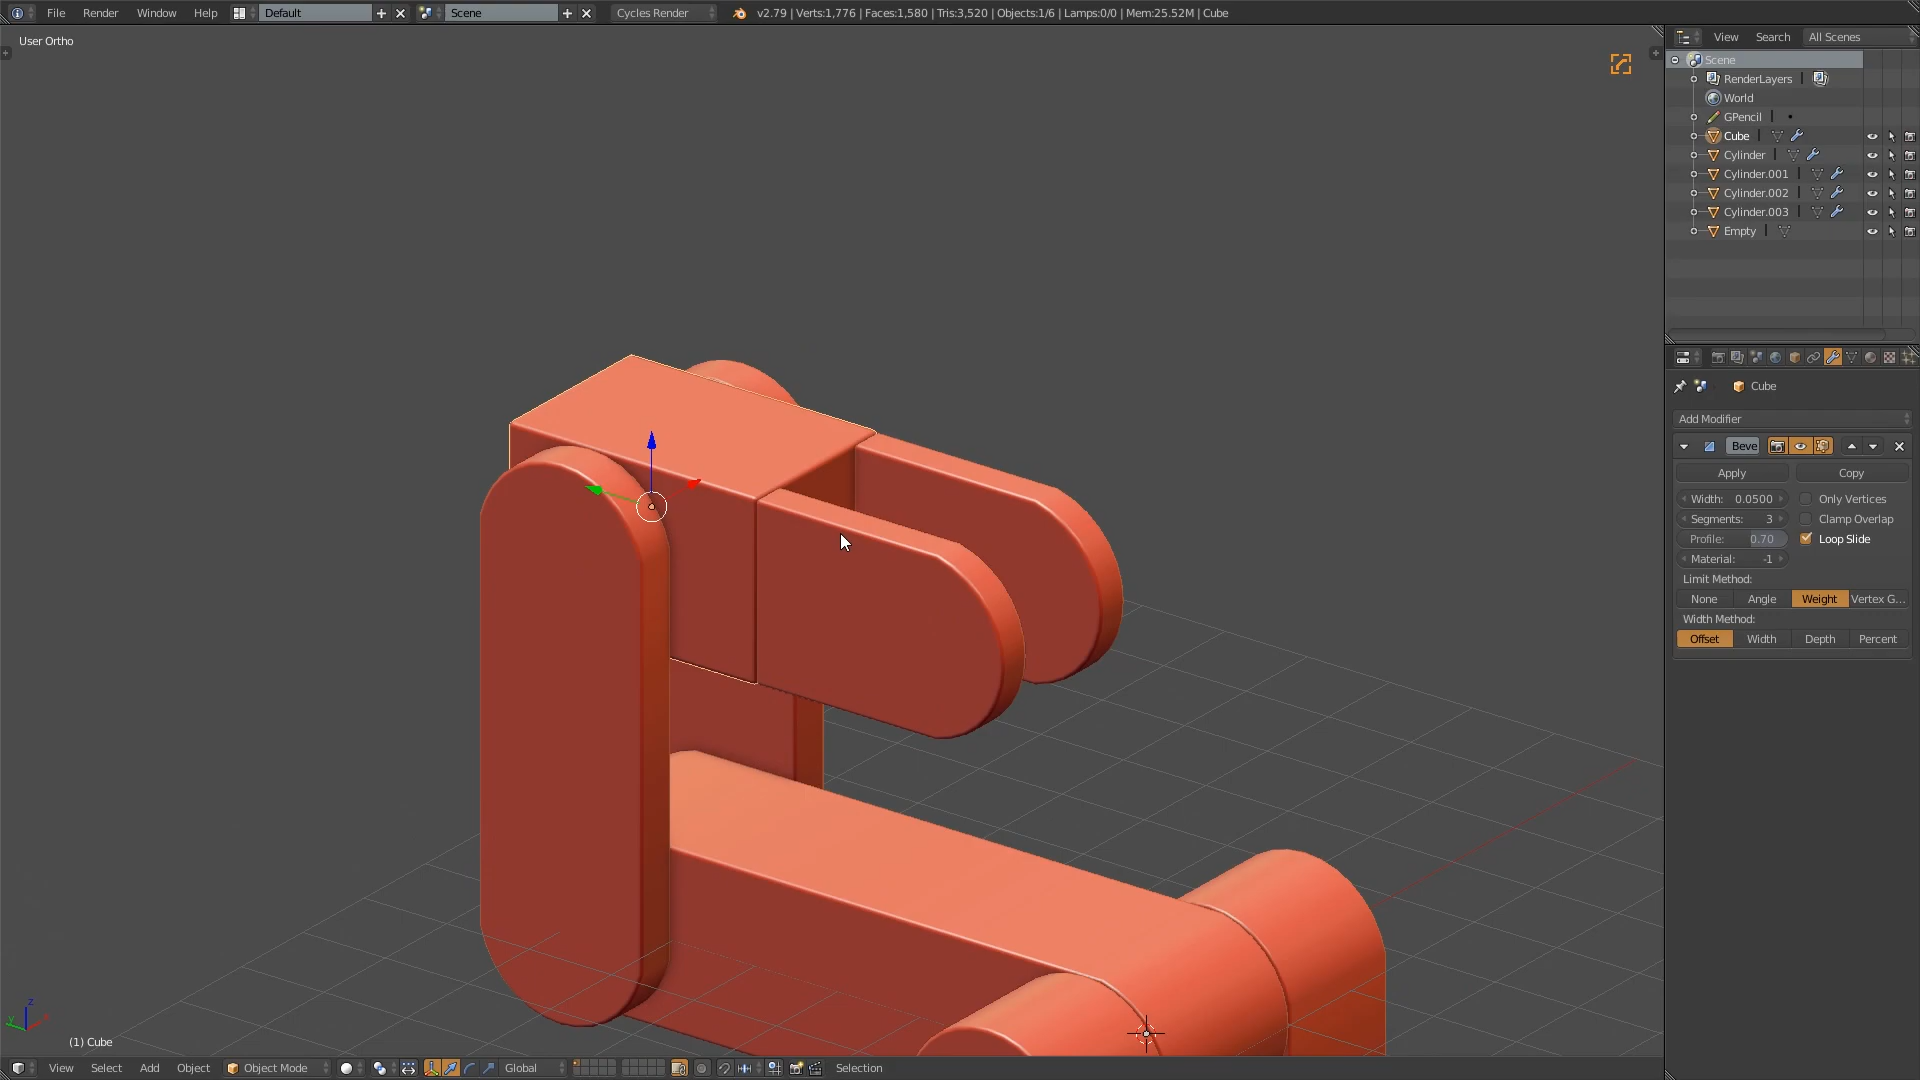 File Render Window Help Default Scene Cycles Render v2.79 | Verts:1,776 | Faces:1,580 | Tris:3,520 | Objects:1/6 | Lamps:0/0 | Mem:25.52M | Cube
User Ortho
View Search All Scenes
Scene
RenderLayers
World
GPencil
Cube
Cylinder
Cylinder.001
Cylinder.002
Cylinder.003
Empty
Cube
Add Modifier
Beve
Apply Copy
Width: 0.0500 Only Vertices
Segments: 3 Clamp Overlap
Profile: 0.70 Loop Slide
Material: -1
Limit Method:
None Angle Weight Vertex G...
Width Method:
Offset Width Depth Percent
z
y
(1) Cube
View Select Add Object Object Mode Global Selection